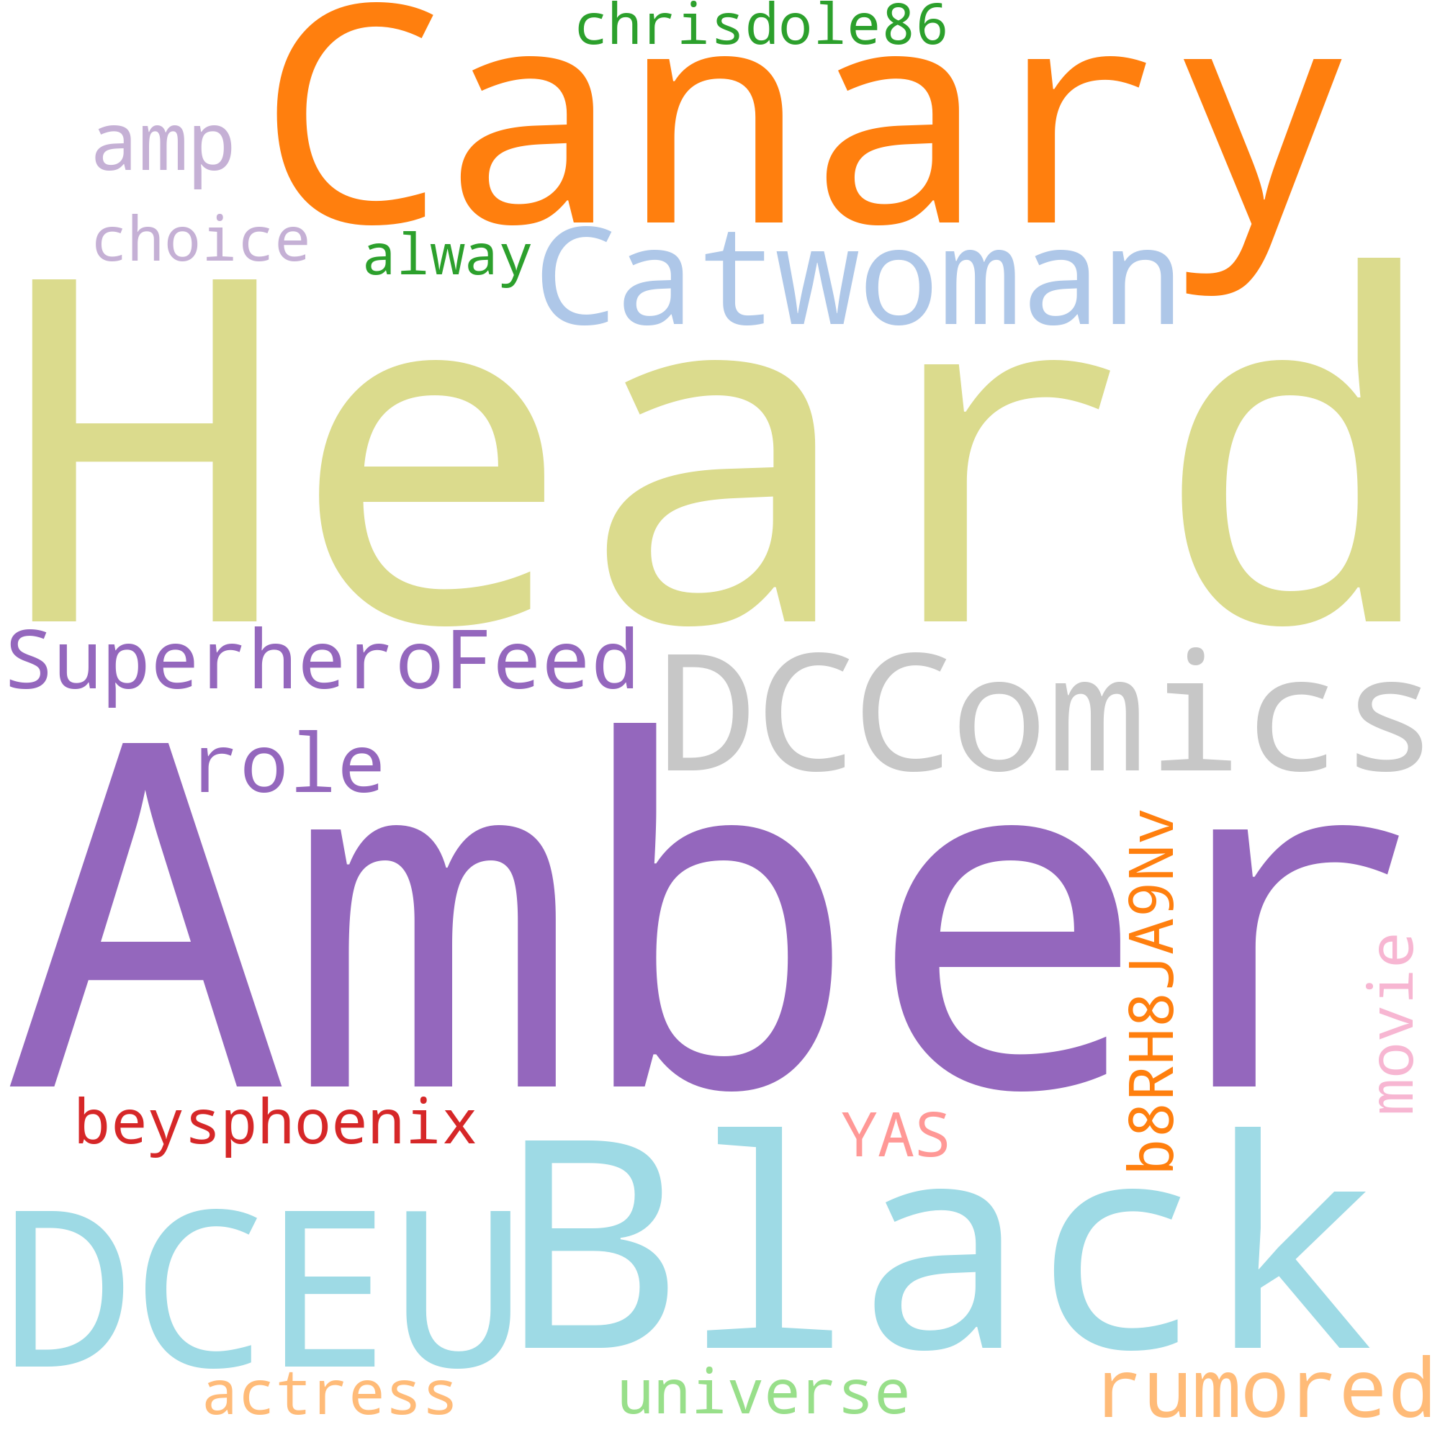 chrisdole86
Canary
amp
choice
alway
Catwoman
Heard
SuperheroFeed
DCComics
role
Amber
b8RH8JA9Nv
movie
beysphoenix
YAS
Black
DCEU
actress
universe
rumored